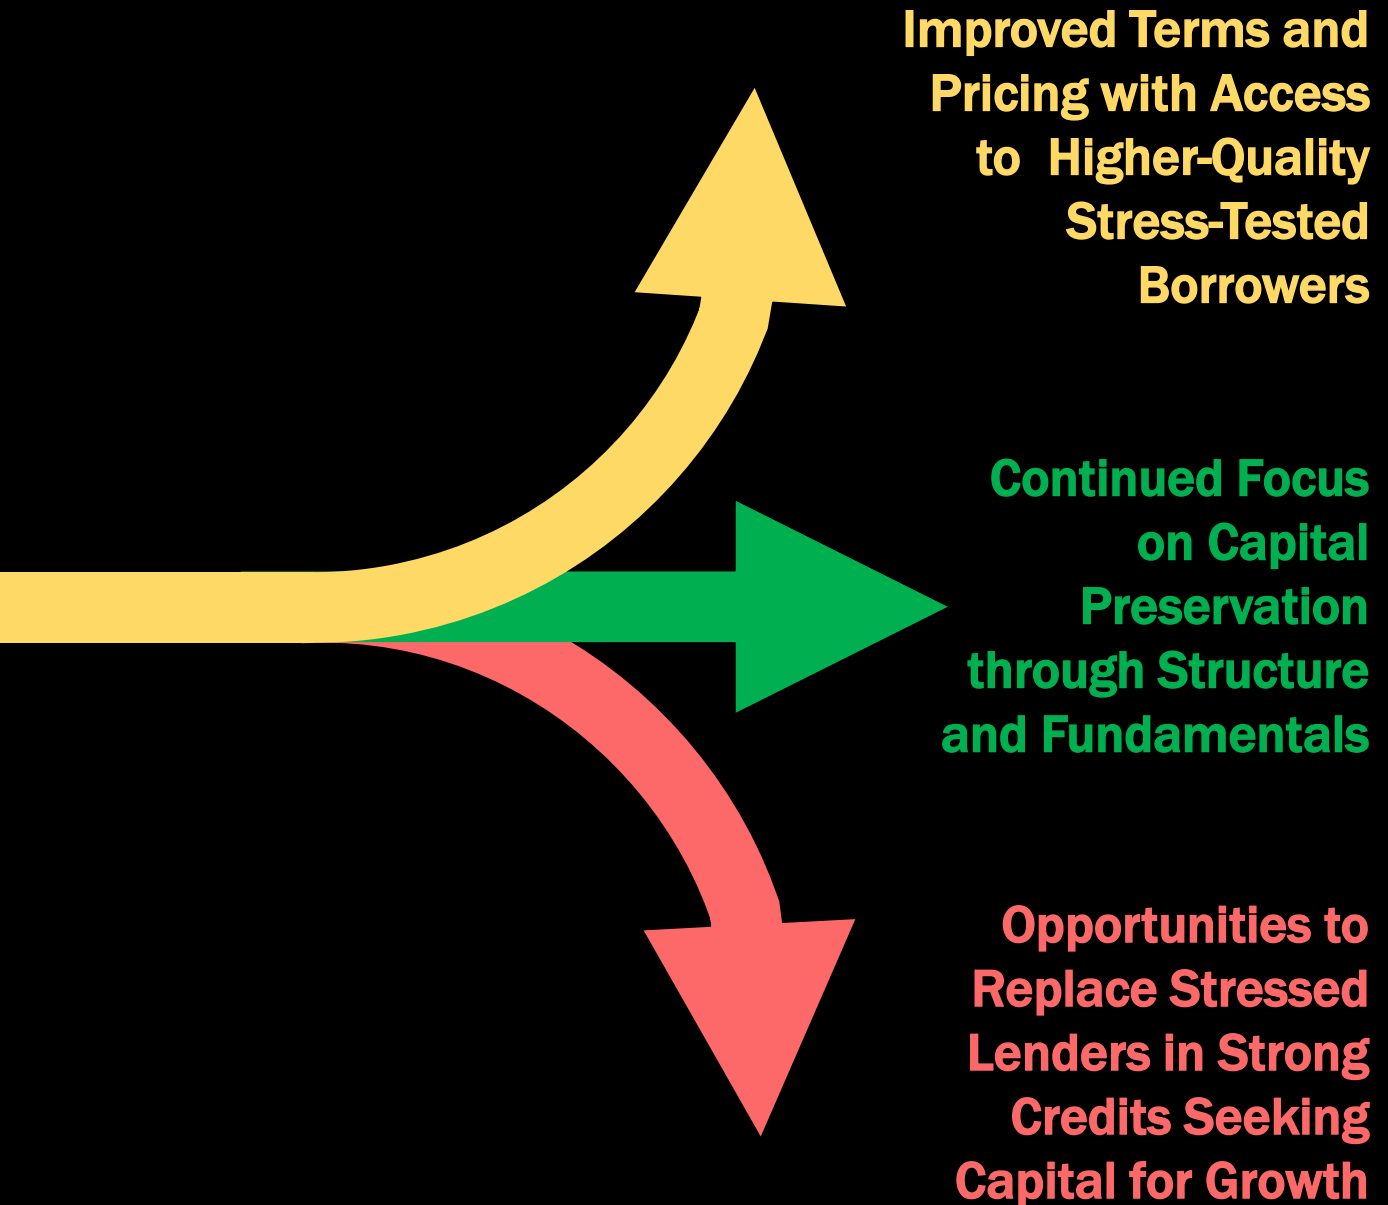 Improved Terms and
Pricing with Access
to Higher-Quality
Stress-Tested
Borrowers
Continued Focus
on Capital
Preservation
through Structure
and Fundamentals
Opportunities to
Replace Stressed
Lenders in Strong
Credits Seeking
Capital for Growth